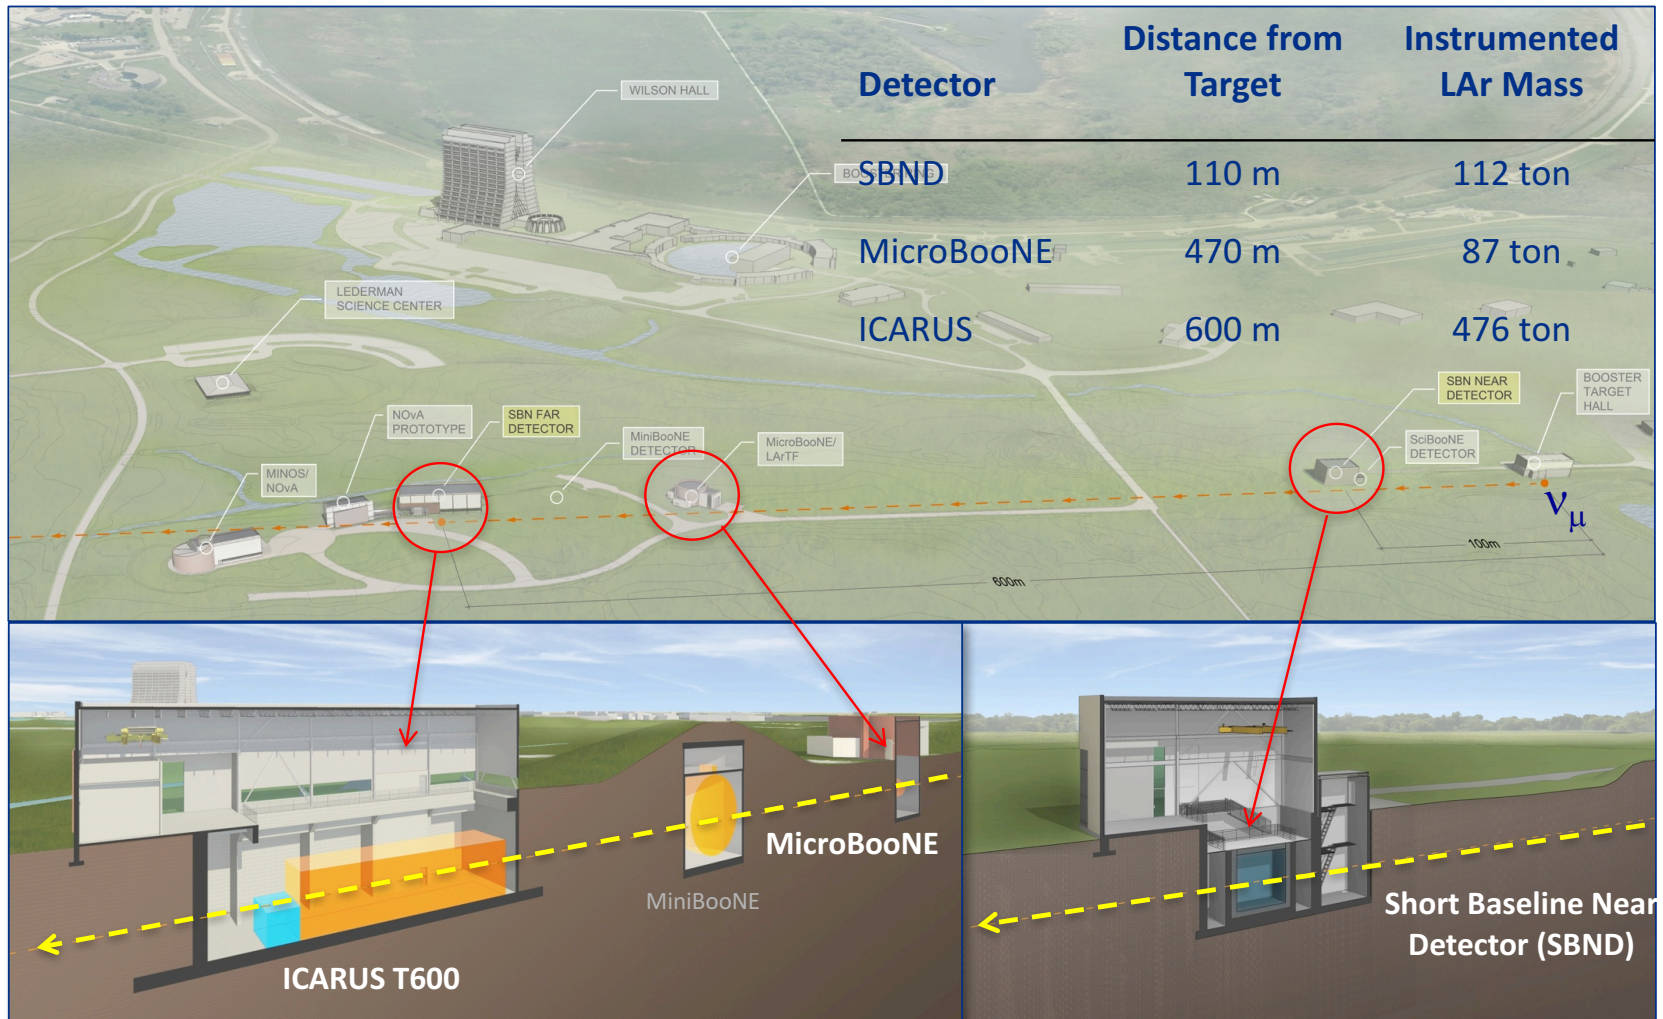 Distance from Instrumented
Detector Target LAr Mass
SBND 110 m 112 ton
MicroBooNE 470 m 87 ton
ICARUS 600 m 476 ton
WILSON HALL
BOOSTER RING
LEDERMAN
SCIENCE CENTER
NOvA
PROTOTYPE
SBN FAR
DETECTOR
MiniBooNE
DETECTOR
MicroBooNE/
LArTF
SBN NEAR
DETECTOR
BOOSTER
TARGET
HALL
SciBooNE
DETECTOR
MINOS/
NOvA
νμ
100m
600m
MicroBooNE
MiniBooNE
ICARUS T600
Short Baseline Near
Detector (SBND)